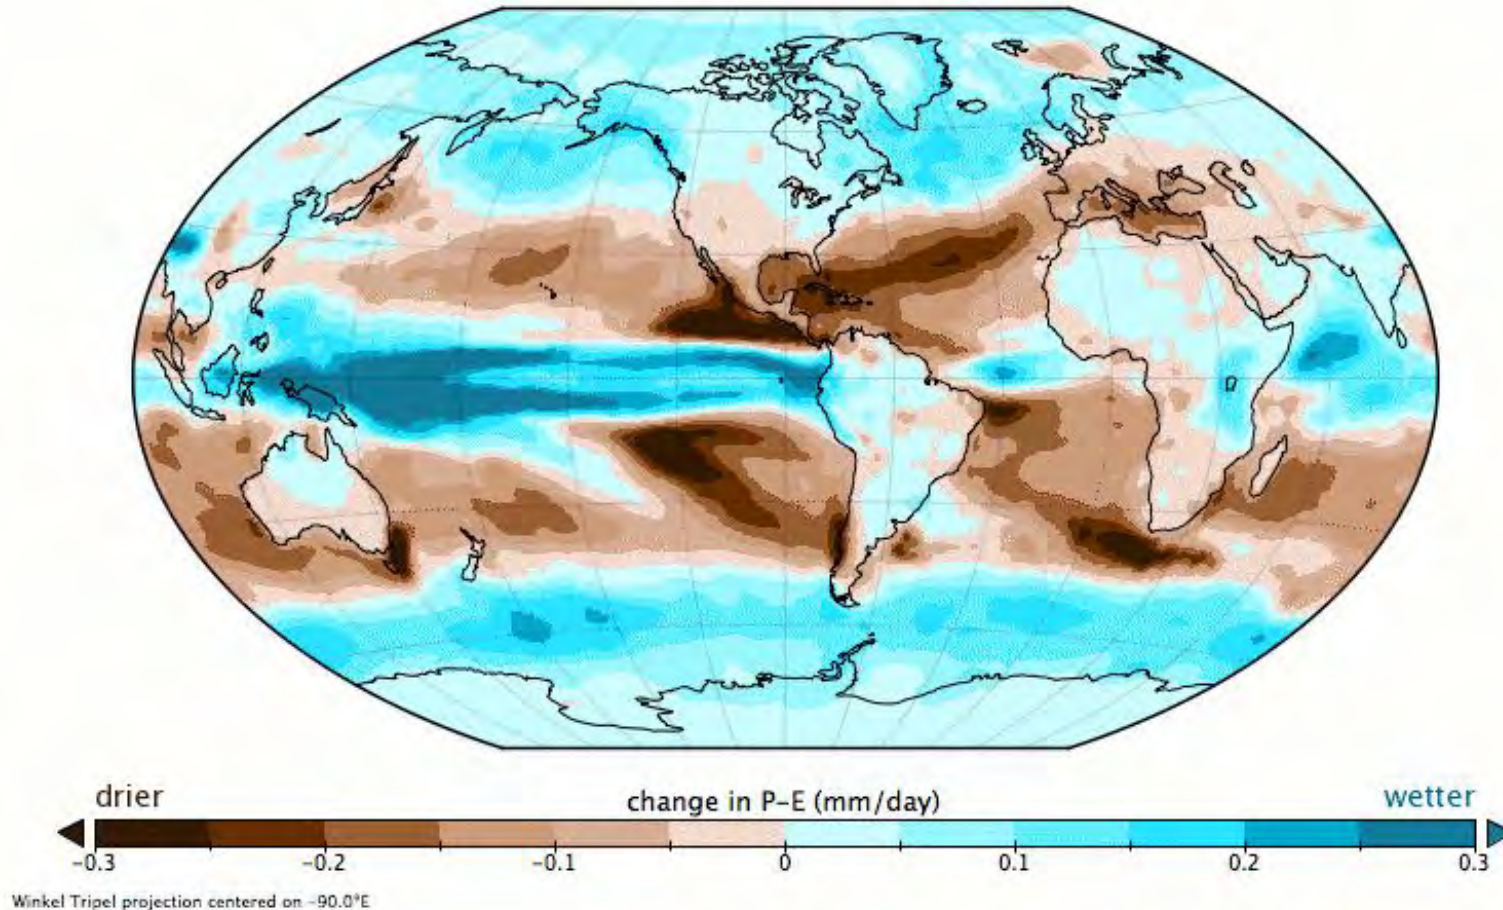 drier change in P-E (mm/day) wetter
-0.3 -0.2 -0.1 0 0.1 0.2 0.3
Winkel Tripel projection centered on -90.0°E